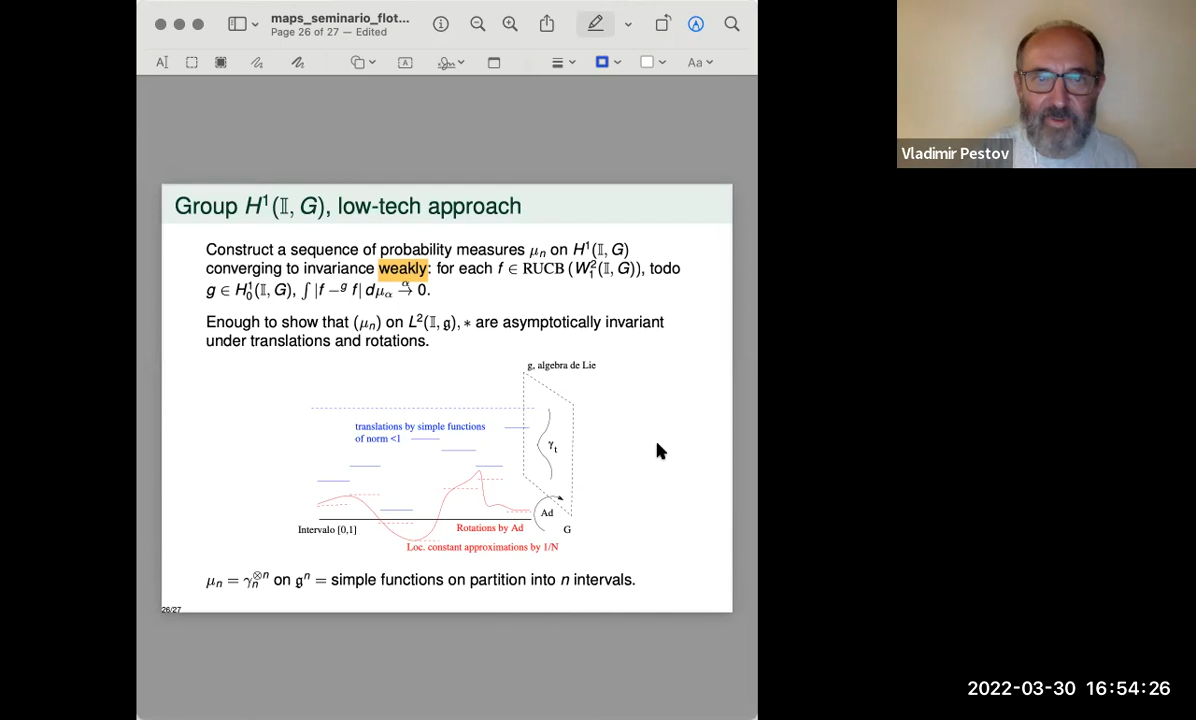 maps_seminario_flot...
Page 26 of 27 — Edited
Aa
Group H¹(𝕀, G), low-tech approach
Construct a sequence of probability measures μₙ on H¹(𝕀, G)
converging to invariance weakly: for each f ∈ RUCB (W₁²(𝕀, G)), todo
g ∈ H₀¹(𝕀, G), ∫ |f −ᵍ f| dμ_α →^α 0.
Enough to show that (μₙ) on L²(𝕀, 𝔤), * are asymptotically invariant
under translations and rotations.
g, algebra de Lie
translations by simple functions
of norm <1
γₜ
Ad
Intervalo [0,1]
Rotations by Ad
G
Loc. constant approximations by 1/N
μₙ = γₙ^⊗n on 𝔤ⁿ = simple functions on partition into n intervals.
26/27
Vladimir Pestov
2022-03-30 16:54:26